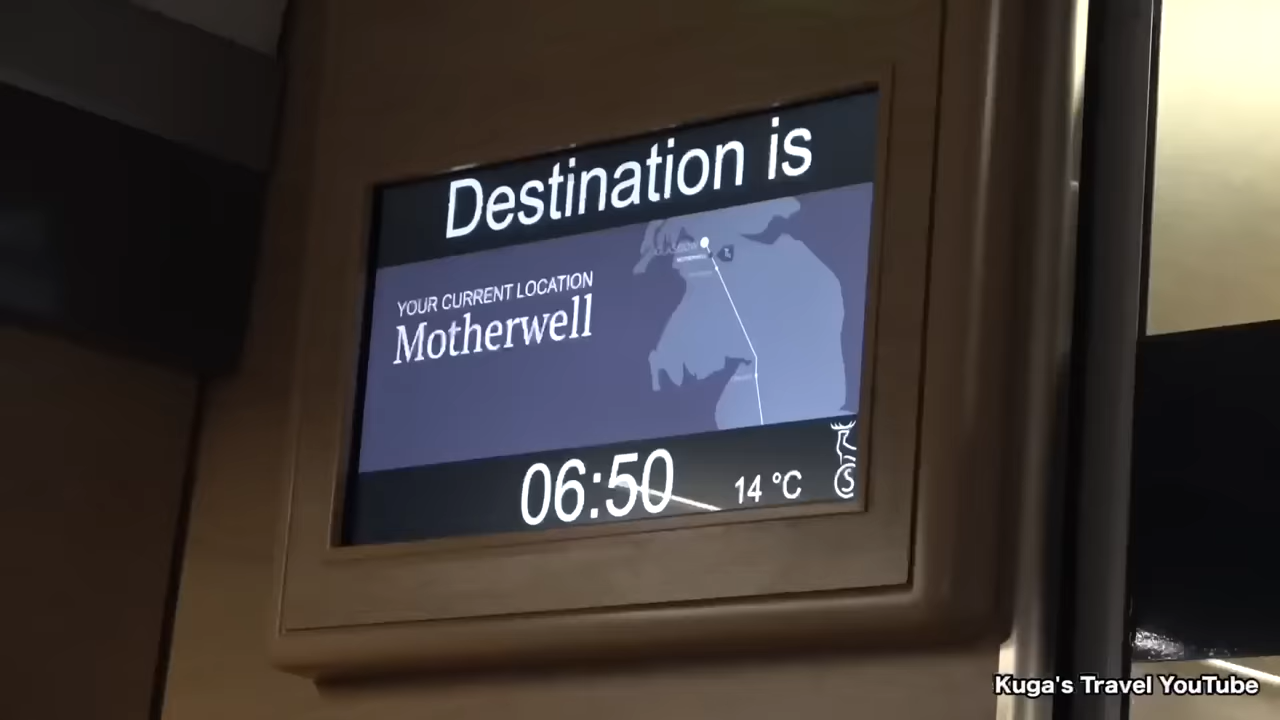 Destination is
YOUR CURRENT LOCATION
Motherwell
06:50
14 °C
S
Kuga's Travel YouTube